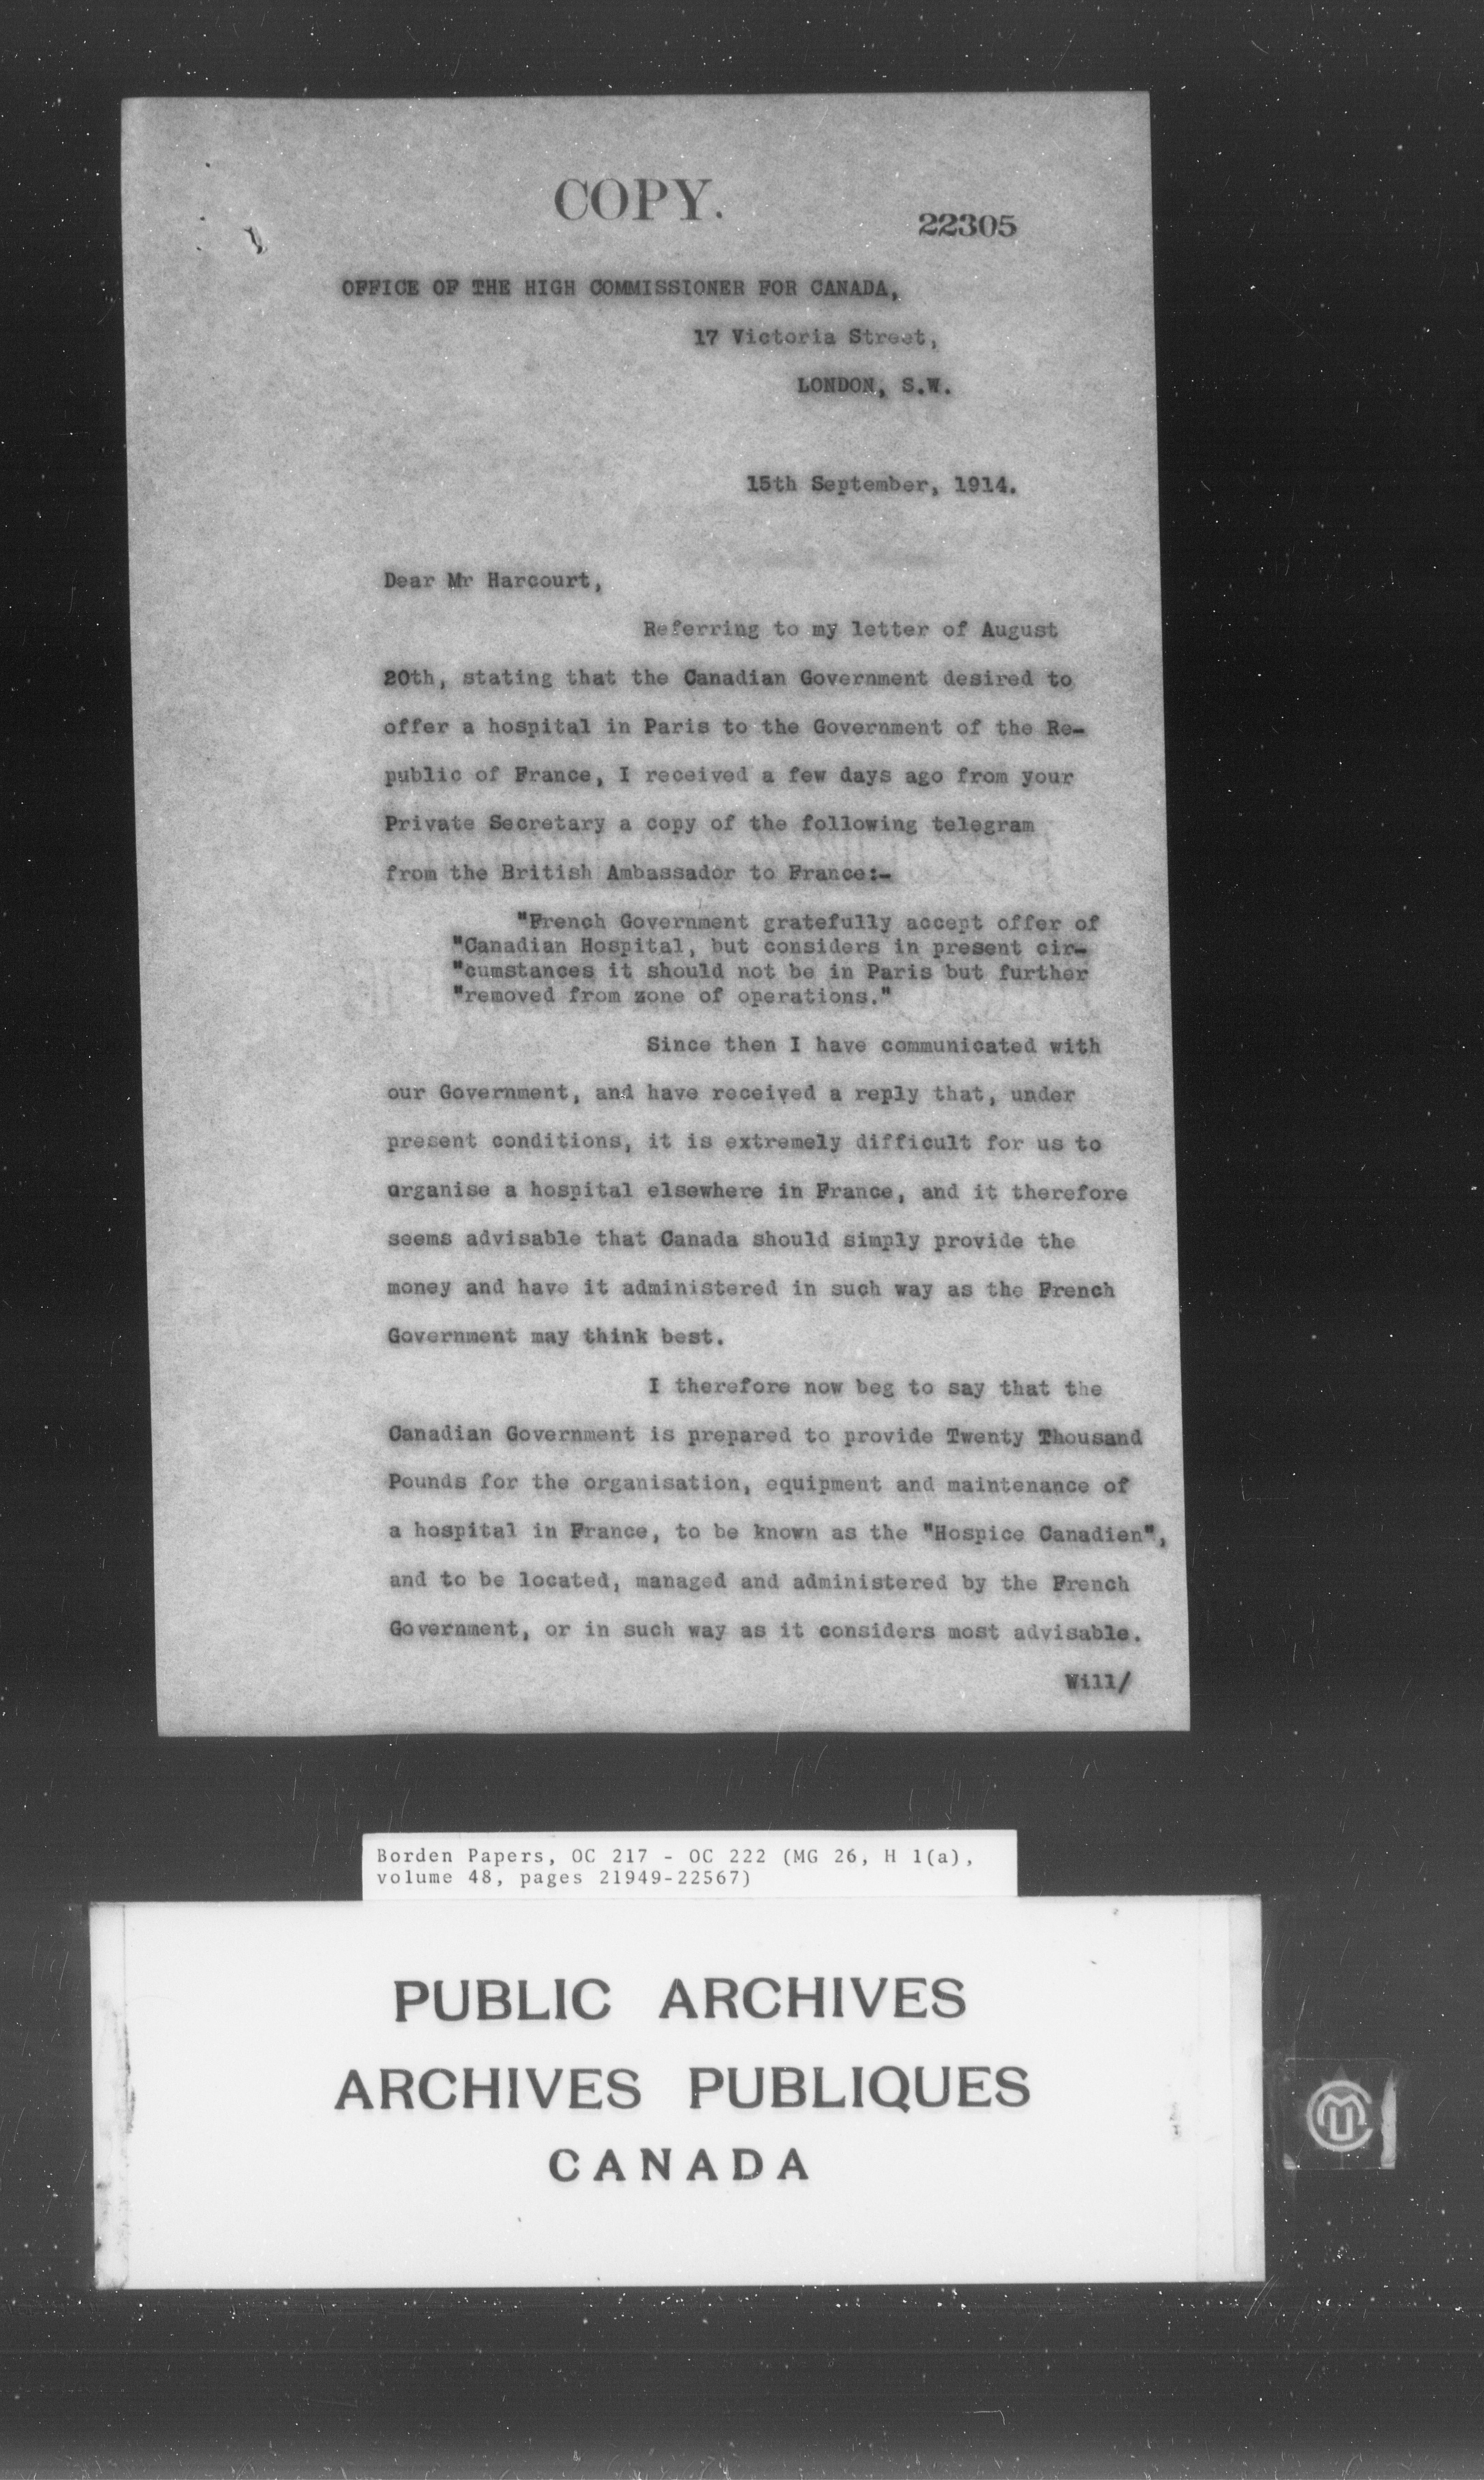 COPY.
22305
OFFICE OF THE HIGH COMMISSIONER FOR CANADA,
17 Victoria Street,
LONDON, S.W.
15th September, 1914.
Dear Mr Harcourt,
Referring to my letter of August
20th, stating that the Canadian Government desired to
offer a hospital in Paris to the Government of the Re-
public of France, I received a few days ago from your
Private Secretary a copy of the following telegram
from the British Ambassador to France:-
"French Government gratefully accept offer of
"Canadian Hospital, but considers in present cir-
"cumstances it should not be in Paris but further
"removed from zone of operations."
Since then I have communicated with
our Government, and have received a reply that, under
present conditions, it is extremely difficult for us to
organise a hospital elsewhere in France, and it therefore
seems advisable that Canada should simply provide the
money and have it administered in such way as the French
Government may think best.
I therefore now beg to say that the
Canadian Government is prepared to provide Twenty Thousand
Pounds for the organisation, equipment and maintenance of
a hospital in France, to be known as the "Hospice Canadien",
and to be located, managed and administered by the French
Government, or in such way as it considers most advisable.
Will/
Borden Papers, OC 217 - OC 222 (MG 26, H 1(a),
volume 48, pages 21949-22567)
PUBLIC ARCHIVES
ARCHIVES PUBLIQUES
CANADA